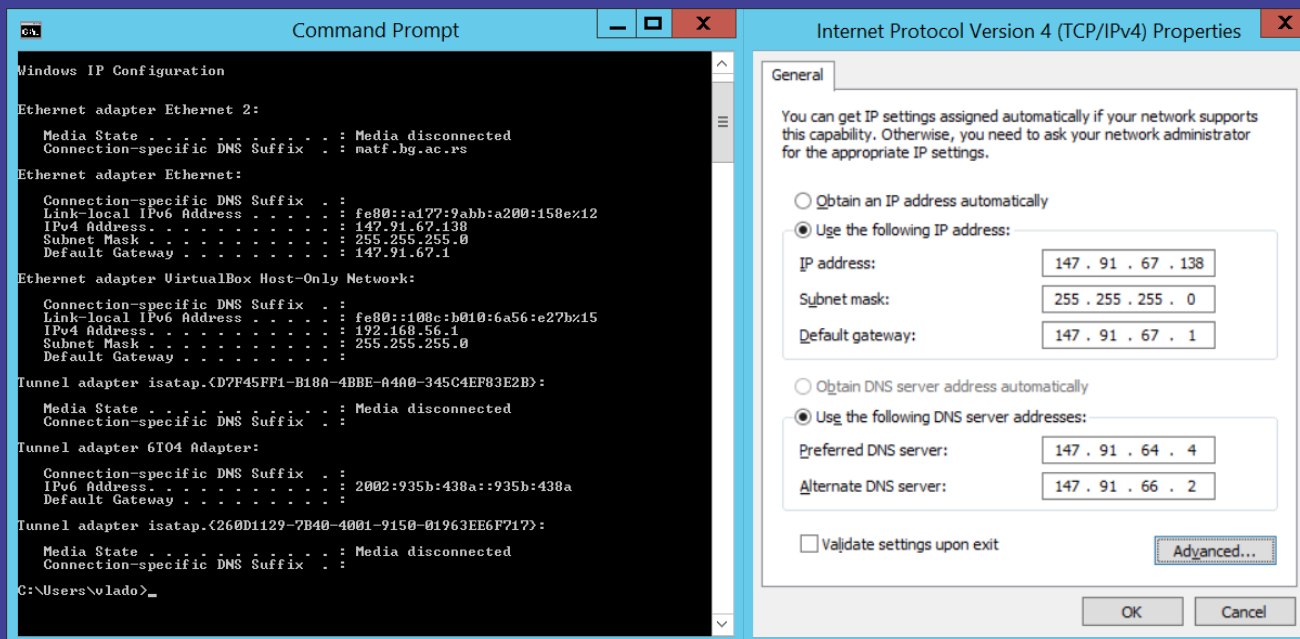 Command Prompt
Windows IP Configuration
Ethernet adapter Ethernet 2:
Media State . . . . . . . . . . . : Media disconnected
Connection-specific DNS Suffix  . : matf.bg.ac.rs
Ethernet adapter Ethernet:
Connection-specific DNS Suffix  . :
Link-local IPv6 Address . . . . . : fe80::a177:9abb:a200:158e%12
IPv4 Address. . . . . . . . . . . : 147.91.67.138
Subnet Mask . . . . . . . . . . . : 255.255.255.0
Default Gateway . . . . . . . . . : 147.91.67.1
Ethernet adapter VirtualBox Host-Only Network:
Connection-specific DNS Suffix  . :
Link-local IPv6 Address . . . . . : fe80::108c:b010:6a56:e27b%15
IPv4 Address. . . . . . . . . . . : 192.168.56.1
Subnet Mask . . . . . . . . . . . : 255.255.255.0
Default Gateway . . . . . . . . . :
Tunnel adapter isatap.{D7F45FF1-B18A-4BBE-A4A0-345C4EF83E2B}:
Media State . . . . . . . . . . . : Media disconnected
Connection-specific DNS Suffix  . :
Tunnel adapter 6TO4 Adapter:
Connection-specific DNS Suffix  . :
IPv6 Address. . . . . . . . . . . : 2002:935b:438a::935b:438a
Default Gateway . . . . . . . . . :
Tunnel adapter isatap.{260D1129-7B40-4001-9150-01963EE6F717}:
Media State . . . . . . . . . . . : Media disconnected
Connection-specific DNS Suffix  . :
C:\Users\vlado>_
Internet Protocol Version 4 (TCP/IPv4) Properties
General
You can get IP settings assigned automatically if your network supports
this capability. Otherwise, you need to ask your network administrator
for the appropriate IP settings.
Obtain an IP address automatically
Use the following IP address:
IP address: 147 . 91 . 67 . 138
Subnet mask: 255 . 255 . 255 . 0
Default gateway: 147 . 91 . 67 . 1
Obtain DNS server address automatically
Use the following DNS server addresses:
Preferred DNS server: 147 . 91 . 64 . 4
Alternate DNS server: 147 . 91 . 66 . 2
Validate settings upon exit
Advanced...
OK Cancel